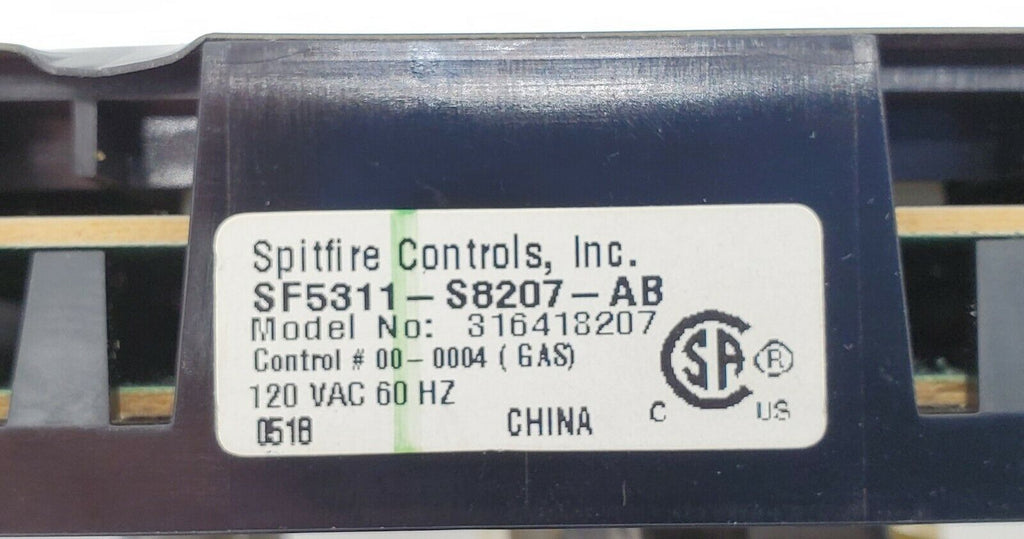 Spitfire Controls, Inc.
SF5311-S8207-AB
Model No: 316418207
Control # 00-0004 (GAS)
120 VAC 60 HZ
0518
CHINA
SA ®
C US